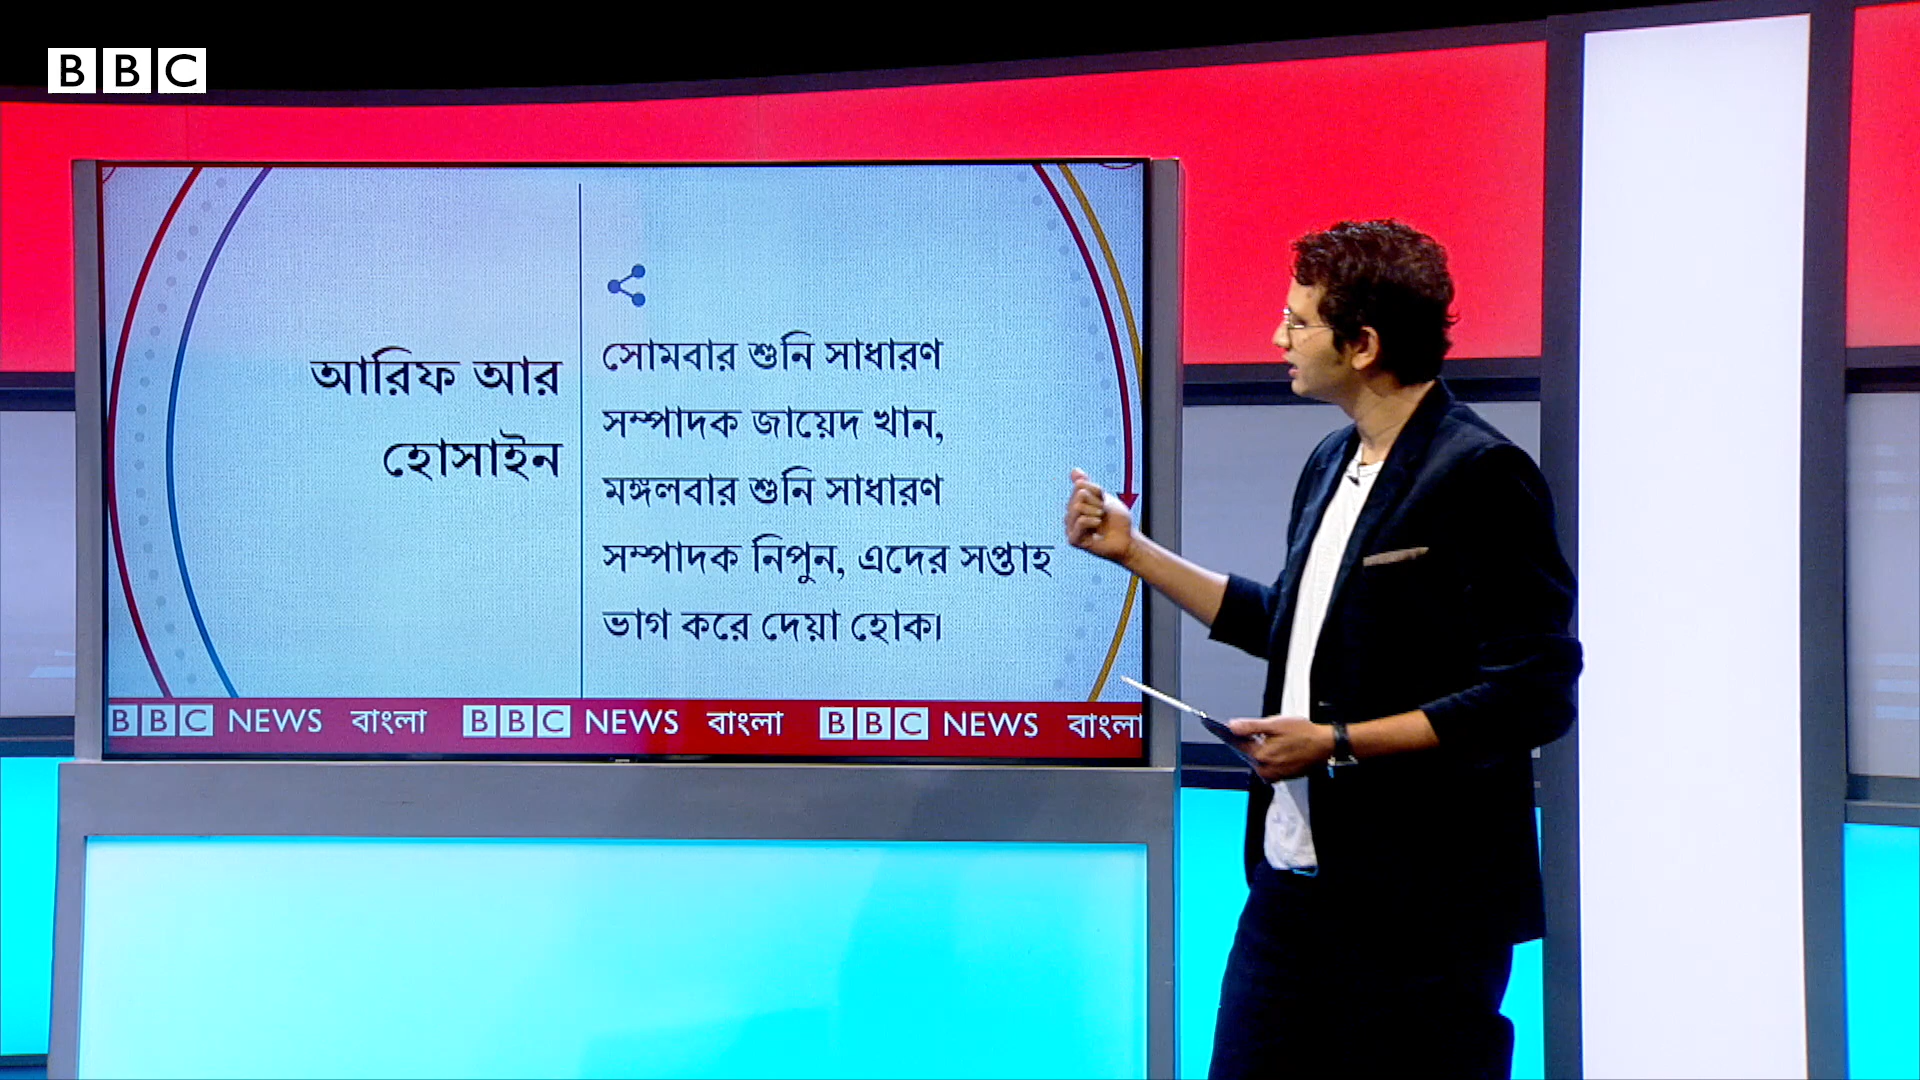 BBC
আরিফ আর
হোসাইন
সোমবার শুনি সাধারণ
সম্পাদক জায়েদ খান,
মঙ্গলবার শুনি সাধারণ
সম্পাদক নিপুন, এদের সপ্তাহ
ভাগ করে দেয়া হোক।
BBC NEWS বাংলা BBC NEWS বাংলা BBC NEWS বাংলা